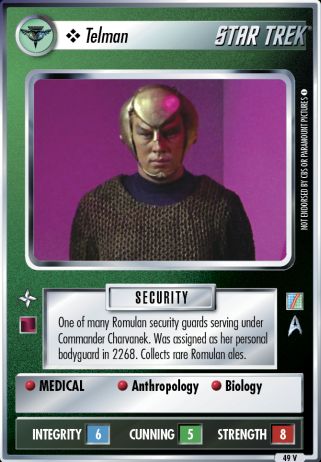 Telman
STAR TREK
NOT ENDORSED BY CBS OR PARAMOUNT PICTURES
SECURITY
One of many Romulan security guards serving under
Commander Charvanek. Was assigned as her personal
bodyguard in 2268. Collects rare Romulan ales.
MEDICAL Anthropology Biology
INTEGRITY 6 CUNNING 5 STRENGTH 8
49 V